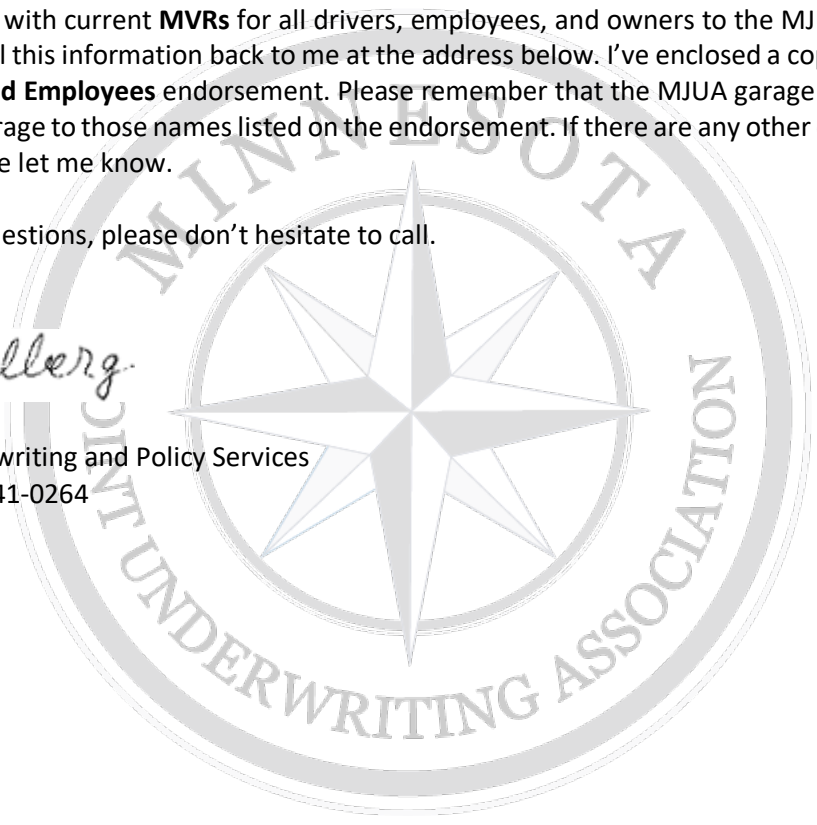 with current MVRs for all drivers, employees, and owners to the MJ
l this information back to me at the address below. I've enclosed a co
d Employees endorsement. Please remember that the MJUA garage
rage to those names listed on the endorsement. If there are any other
e let me know.
estions, please don't hesitate to call.
llerg
writing and Policy Services
41-0264
MINNESOTA
JOINT UNDERWRITING ASSOCIATION